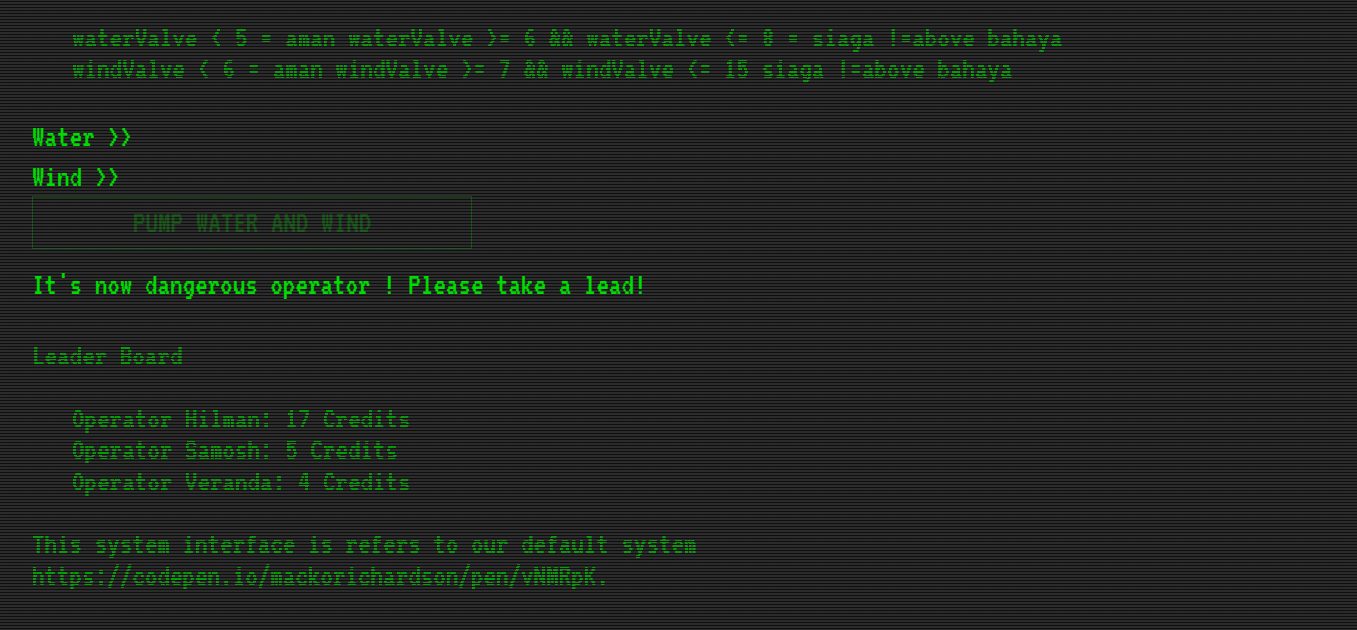 waterValve < 5 = aman waterValve >= 6 && waterValve <= 8 = siaga !=above bahaya
windValve < 6 = aman windValve >= 7 && windValve <= 15 siaga !=above bahaya
Water >>
Wind >>
PUMP WATER AND WIND
It's now dangerous operator ! Please take a lead!
Leader Board
Operator Hilman: 17 Credits
Operator Samosh: 5 Credits
Operator Veranda: 4 Credits
This system interface is refers to our default system
https://codepen.io/mackorichardson/pen/vNMRpK.